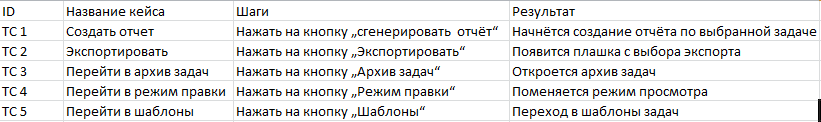 ID Название кейса Шаги Результат
TC 1 Создать отчет Нажать на кнопку „сгенерировать отчёт“ Начнётся создание отчёта по выбранной задаче
TC 2 Экспортировать Нажать на кнопку „Экспортировать“ Появится плашка с выбора экспорта
TC 3 Перейти в архив задач Нажать на кнопку „Архив задач“ Откроется архив задач
TC 4 Перейти в режим правки Нажать на кнопку „Режим правки“ Поменяется режим просмотра
TC 5 Перейти в шаблоны Нажать на кнопку „Шаблоны“ Переход в шаблоны задач